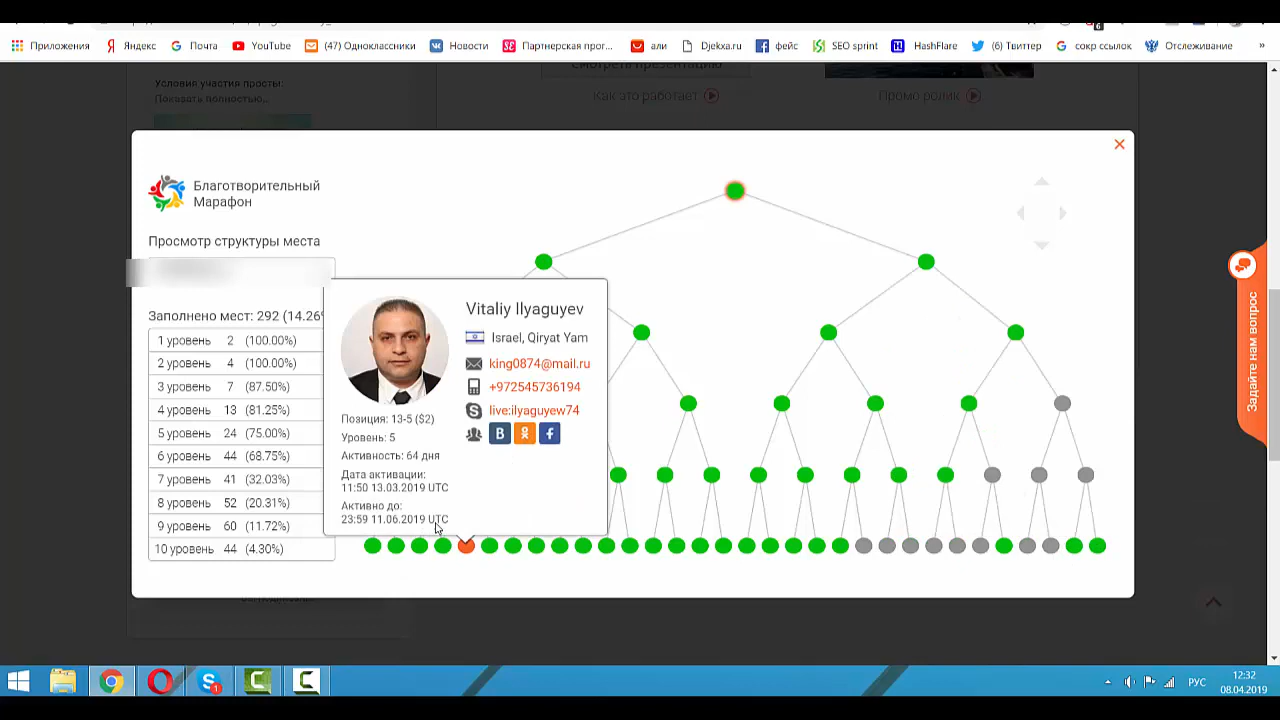 6
Приложения
Яндекс
Почта
YouTube
(47) Одноклассники
Новости
Партнерская прог...
али
Djekxa.ru
фейс
SEO sprint
HashFlare
(6) Твиттер
сокр ссылок
Отслеживание
»
Условия участия просты:
Показать полностью...
Смотреть презентацию
Как это работает
Промо ролик
Благотворительный
Марафон
Просмотр структуры места
Заполнено мест: 292 (14.26%
1 уровень 2 (100.00%)
2 уровень 4 (100.00%)
3 уровень 7 (87.50%)
4 уровень 13 (81.25%)
5 уровень 24 (75.00%)
6 уровень 44 (68.75%)
7 уровень 41 (32.03%)
8 уровень 52 (20.31%)
9 уровень 60 (11.72%)
10 уровень 44 (4.30%)
Vitaliy Ilyaguyev
Israel, Qiryat Yam
king0874@mail.ru
+972545736194
live:ilyaguyew74
Позиция: 13-5 ($2)
Уровень: 5
Активность: 64 дня
Дата активации:
11:50 13.03.2019 UTC
Активно до:
23:59 11.06.2019 UTC
Задайте нам вопрос
1
РУС
12:32
08.04.2019